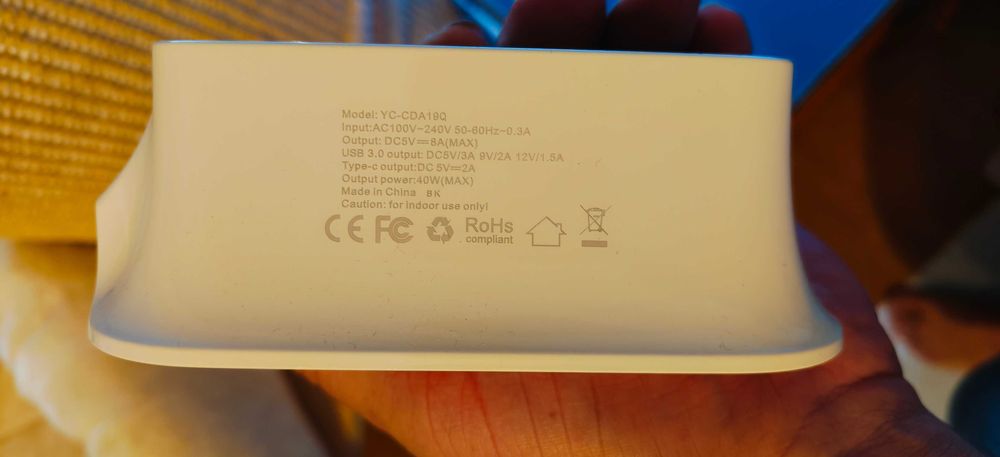 Model: YC-CDA19Q
Input:AC100V~240V 50-60Hz~0.3A
Output: DC5V⎓8A(MAX)
USB 3.0 output: DC5V/3A 9V/2A 12V/1.5A
Type-c output:DC 5V⎓2A
Output power:40W(MAX)
Made in China BK
Caution: for indoor use only!
CE FC RoHs
compliant